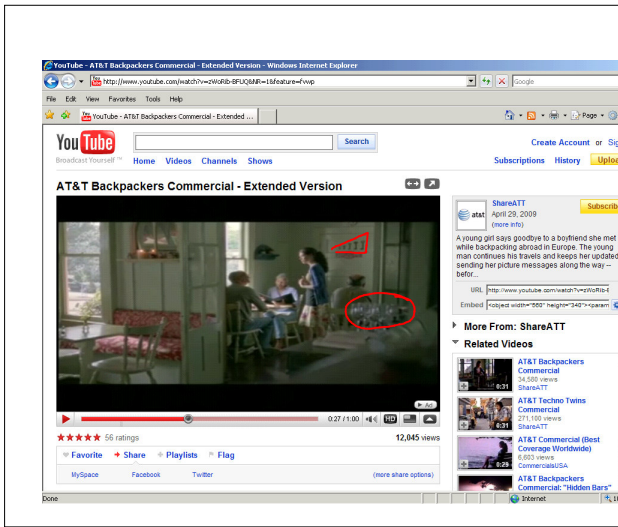 YouTube - AT&T Backpackers Commercial - Extended Version - Windows Internet Explorer
http://www.youtube.com/watch?v=zWoRib-BFUQ&NR=1&feature=fvwp
Google
File Edit View Favorites Tools Help
YouTube - AT&T Backpackers Commercial - Extended ...
Page
YouTube
Broadcast Yourself ™
Search
Create Account or Sig
Home Videos Channels Shows
Subscriptions History Uploa
AT&T Backpackers Commercial - Extended Version
at&t
ShareATT
April 29, 2009
(more info)
Subscrib
A young girl says goodbye to a boyfriend she met
while backpacking abroad in Europe. The young
man continues his travels and keeps her updated
sending her picture messages along the way --
befor...
URL http://www.youtube.com/watch?v=zWoRib-B
Embed <object width="560" height="340"><param
More From: ShareATT
Related Videos
AT&T Backpackers
Commercial
34,560 views
ShareATT
0:31
AT&T Techno Twins
Commercial
271,100 views
ShareATT
0:31
AT&T Commercial (Best
Coverage Worldwide)
6,603 views
CommercialsUSA
0:29
AT&T Backpackers
Commercial: "Hidden Bars"
Ad
0:27 / 1:00 HD
56 ratings
12,045 views
Favorite Share Playlists Flag
MySpace Facebook Twitter (more share options)
Done
Internet